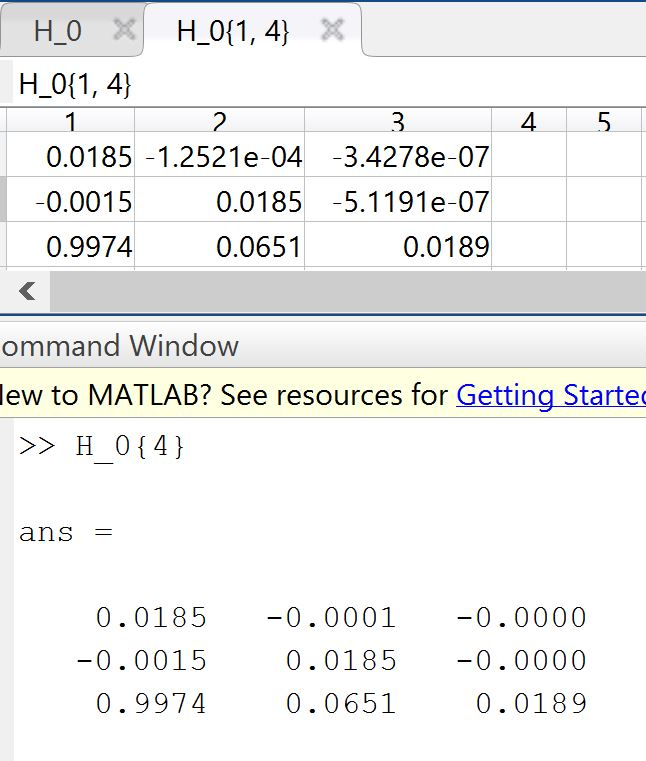 H_0 H_0{1, 4}
H_0{1, 4}
1 2 3 4 5
0.0185 -1.2521e-04 -3.4278e-07
-0.0015 0.0185 -5.1191e-07
0.9974 0.0651 0.0189
ommand Window
lew to MATLAB? See resources for Getting Started
>> H_0{4}
ans =
0.0185 -0.0001 -0.0000
-0.0015 0.0185 -0.0000
0.9974 0.0651 0.0189